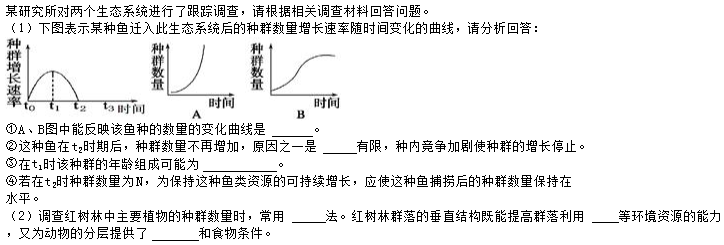 某研究所对两个生态系统进行了跟踪调查，请根据相关调查材料回答问题。
（1）下图表示某种鱼迁入此生态系统后的种群数量增长速率随时间变化的曲线，请分析回答：
种群增长速率
t0 t1 t2 t3 时间
种群数量
时间
A
种群数量
时间
B
①A、B图中能反映该鱼种的数量的变化曲线是 ______。
②这种鱼在t2时期后，种群数量不再增加，原因之一是 _____有限，种内竞争加剧使种群的增长停止。
③在t1时该种群的年龄组成可能为 ___________。
④若在t2时种群数量为N，为保持这种鱼类资源的可持续增长，应使这种鱼捕捞后的种群数量保持在
水平。
（2）调查红树林中主要植物的种群数量时，常用 _____法。红树林群落的垂直结构既能提高群落利用 ____等环境资源的能力
，又为动物的分层提供了 _______和食物条件。